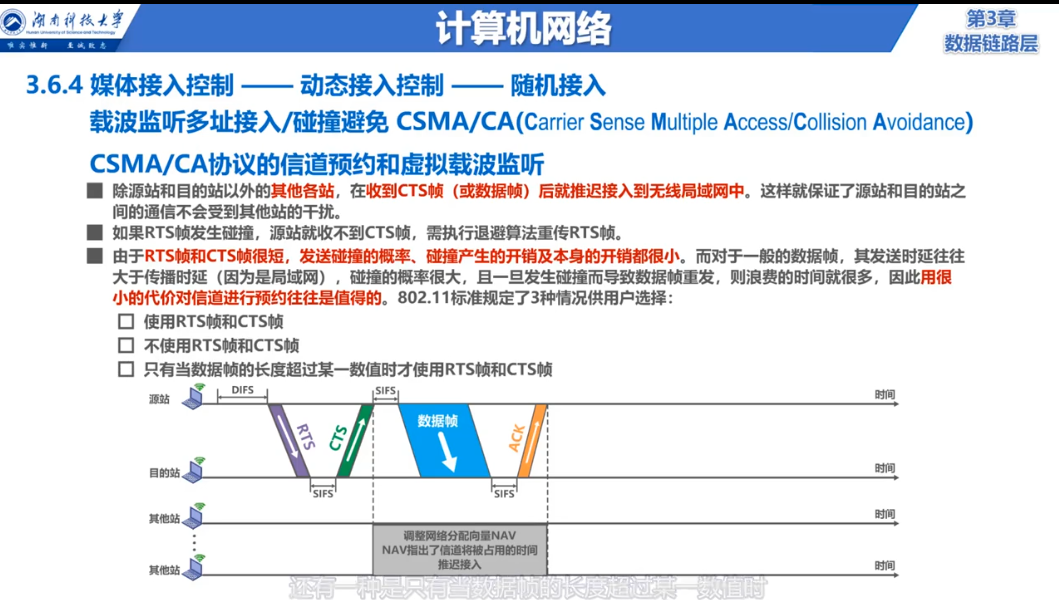 湖南科技大学
Hunan University of Science and Technology
唯实惟新 至诚致志
计算机网络
第3章
数据链路层
3.6.4 媒体接入控制 —— 动态接入控制 —— 随机接入
载波监听多址接入/碰撞避免 CSMA/CA(Carrier Sense Multiple Access/Collision Avoidance)
CSMA/CA协议的信道预约和虚拟载波监听
■ 除源站和目的站以外的其他各站，在收到CTS帧（或数据帧）后就推迟接入到无线局域网中。这样就保证了源站和目的站之
间的通信不会受到其他站的干扰。
■ 如果RTS帧发生碰撞，源站就收不到CTS帧，需执行退避算法重传RTS帧。
■ 由于RTS帧和CTS帧很短，发送碰撞的概率、碰撞产生的开销及本身的开销都很小。而对于一般的数据帧，其发送时延往往
大于传播时延（因为是局域网），碰撞的概率很大，且一旦发生碰撞而导致数据帧重发，则浪费的时间就很多，因此用很
小的代价对信道进行预约往往是值得的。802.11标准规定了3种情况供用户选择：
□ 使用RTS帧和CTS帧
□ 不使用RTS帧和CTS帧
□ 只有当数据帧的长度超过某一数值时才使用RTS帧和CTS帧
源站
DIFS
SIFS
时间
RTS
CTS
数据帧
ACK
目的站
时间
SIFS
SIFS
其他站
时间
调整网络分配向量NAV
NAV指出了信道将被占用的时间
推迟接入
其他站
时间
还有一种是只有当数据帧的长度超过某一数值时